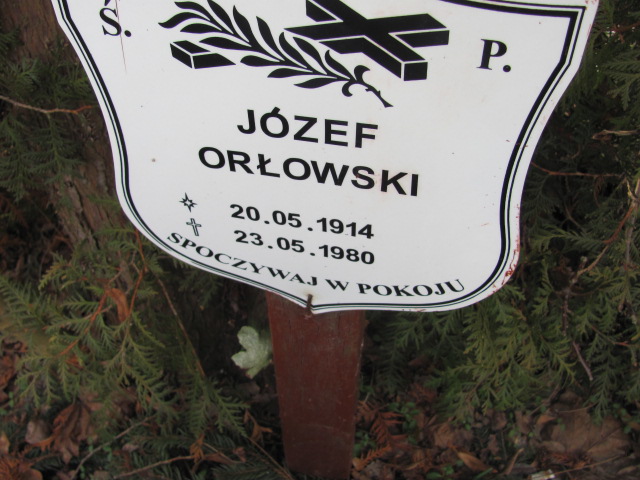 Ś. P.
JÓZEF
ORŁOWSKI
20.05.1914
23.05.1980
SPOCZYWAJ W POKOJU